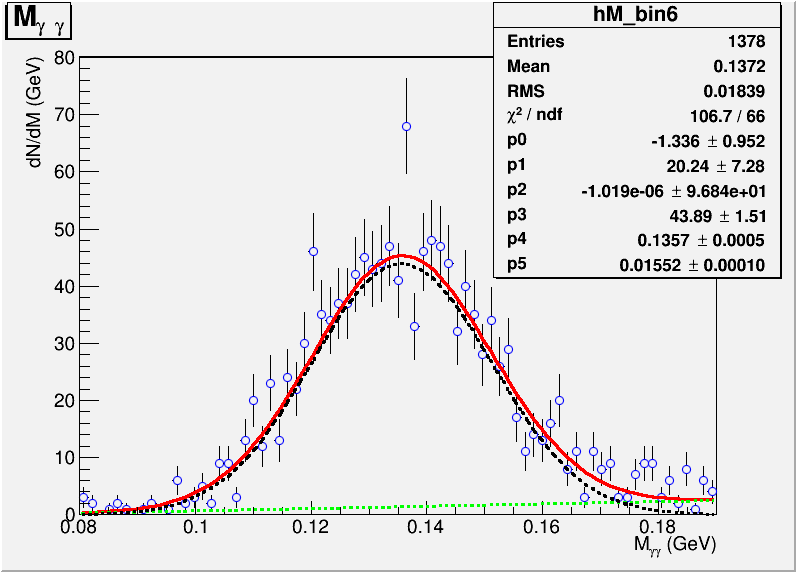 Mγ γ
hM_bin6
Entries 1378
Mean 0.1372
RMS 0.01839
χ² / ndf 106.7 / 66
p0 -1.336 ± 0.952
p1 20.24 ± 7.28
p2 -1.019e-06 ± 9.684e+01
p3 43.89 ± 1.51
p4 0.1357 ± 0.0005
p5 0.01552 ± 0.00010
dN/dM (GeV)
80
70
60
50
40
30
20
10
0
0.08 0.1 0.12 0.14 0.16 0.18
Mγγ (GeV)